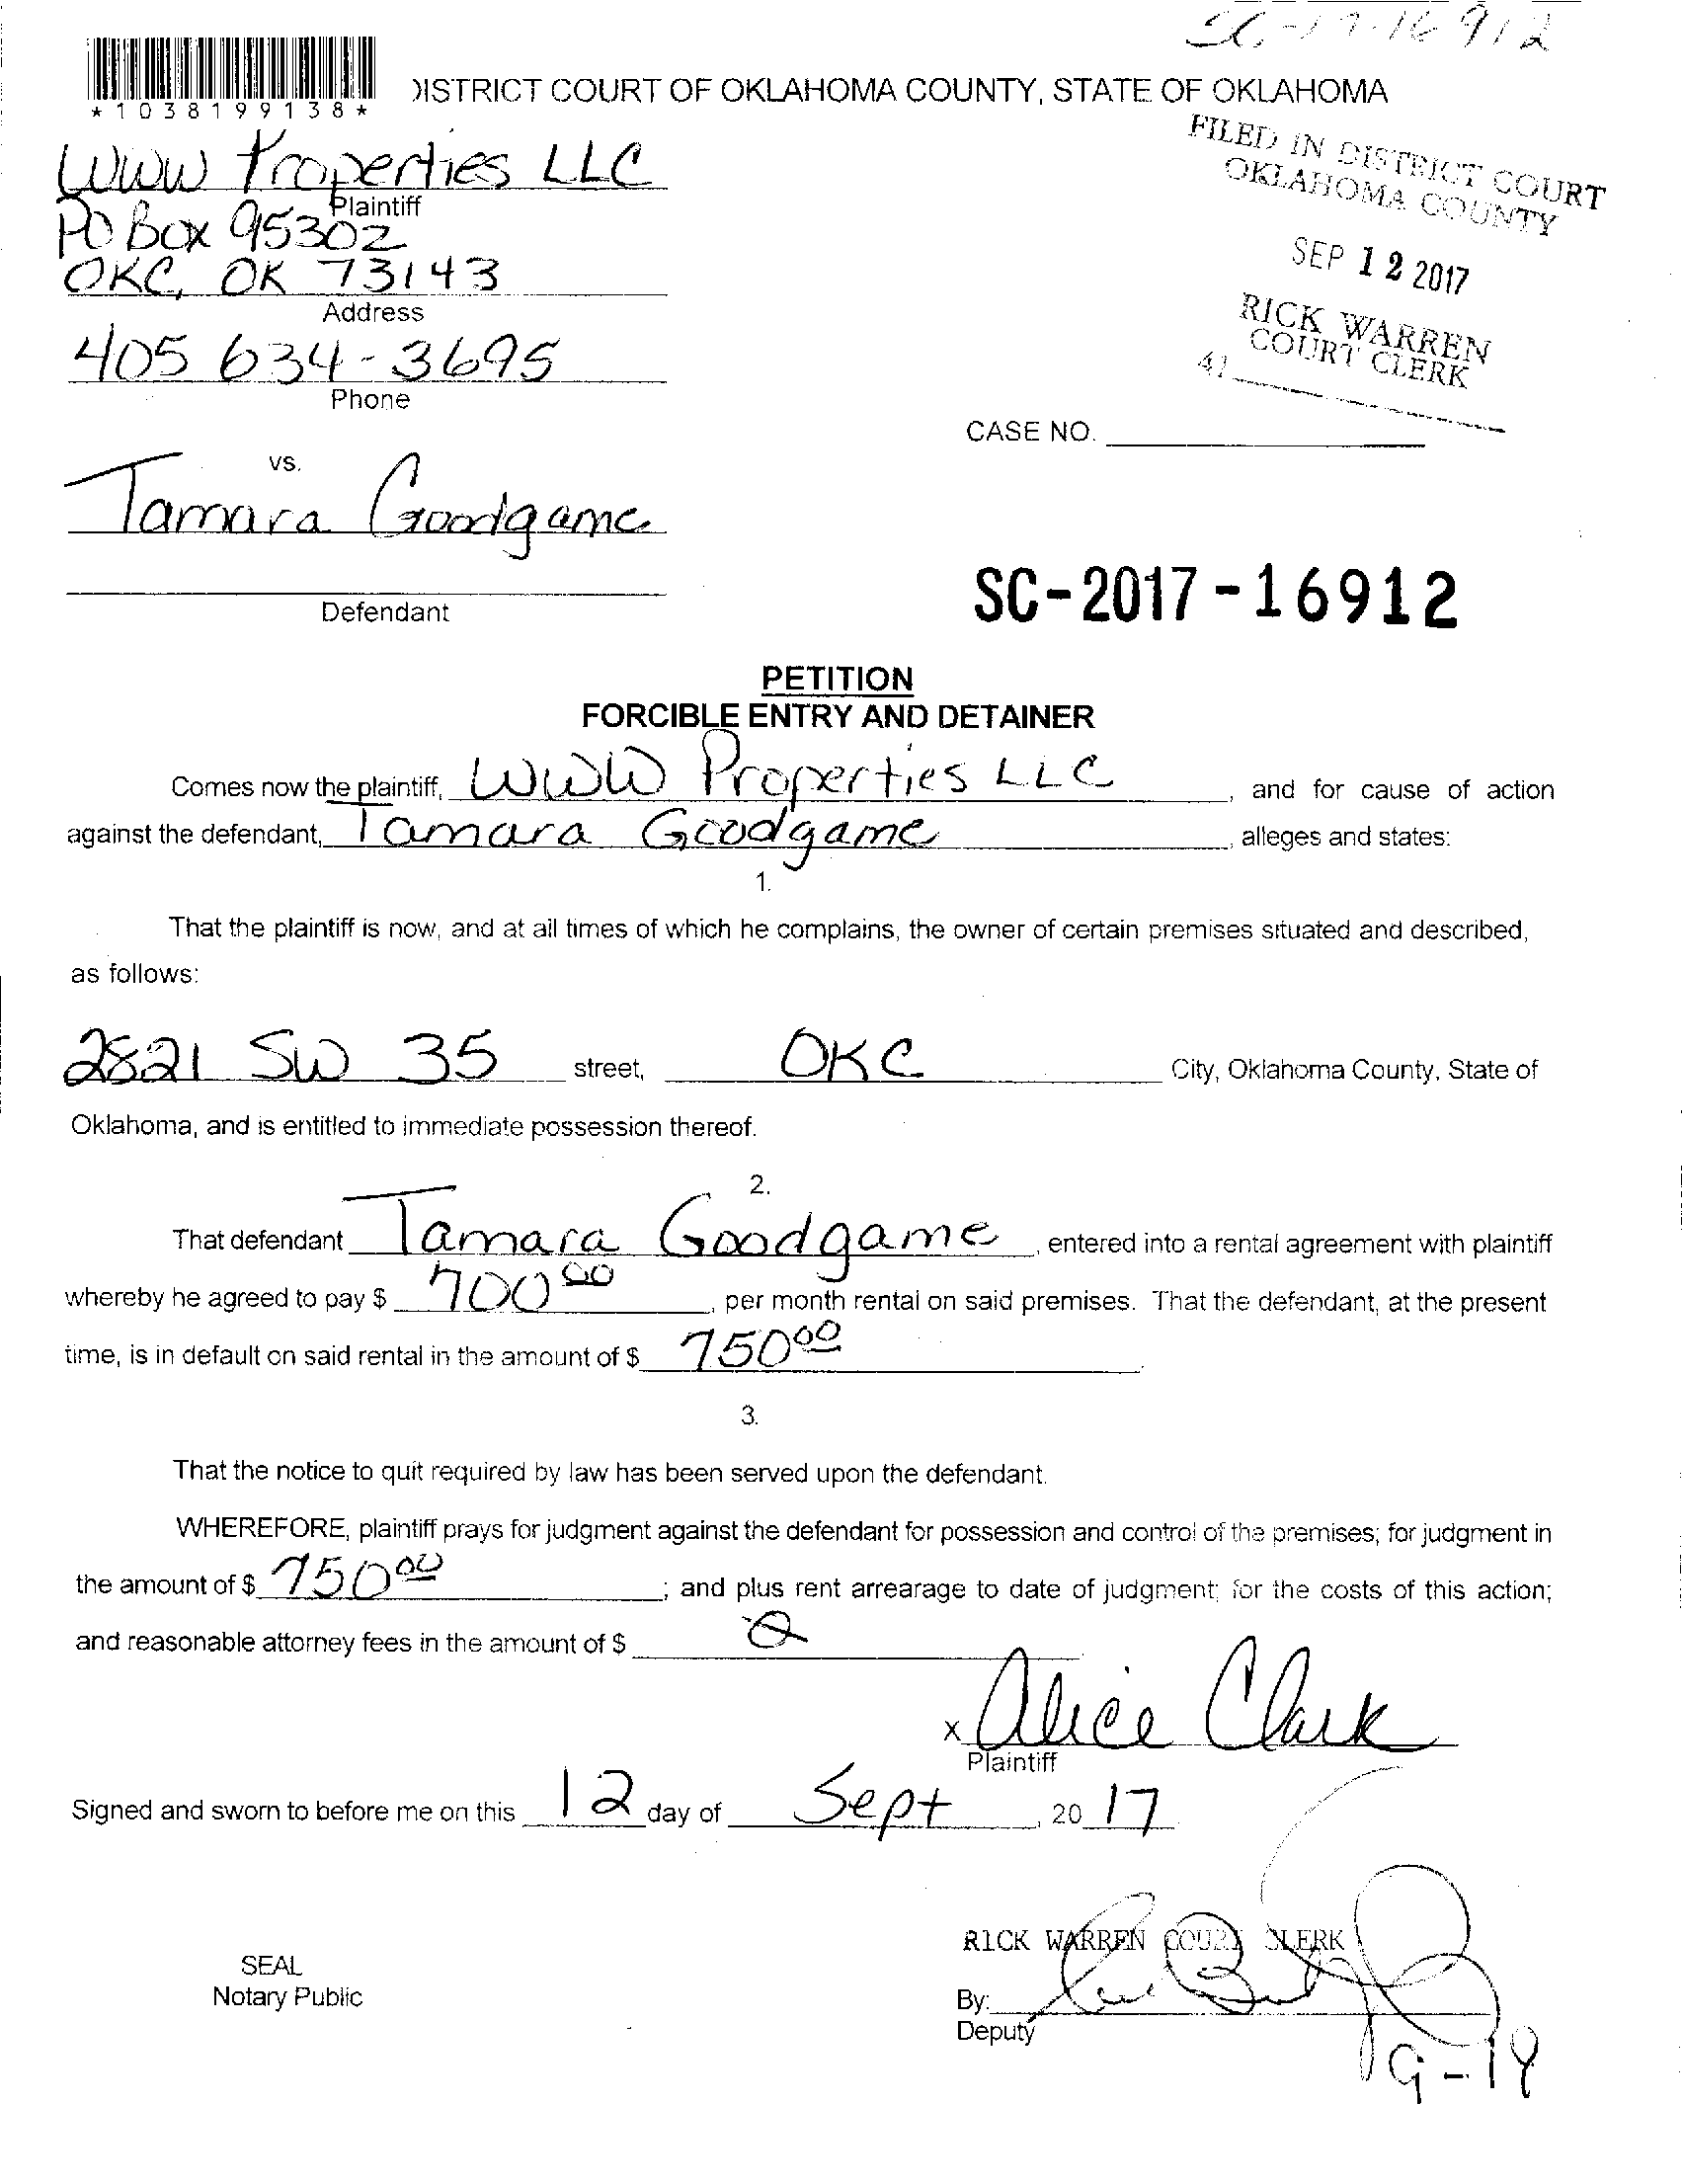 SC-17-16912
*1038199138*
DISTRICT COURT OF OKLAHOMA COUNTY, STATE OF OKLAHOMA
FILED IN DISTRICT COURT
OKLAHOMA COUNTY
SEP 12 2017
RICK WARREN
COURT CLERK
41
WWW Properties LLC
Plaintiff
PO Box 95302
OKC, OK 73143
Address
405 634-3695
Phone
CASE NO.
vs.
Tamara Goodgame
Defendant
SC-2017-16912
PETITION
FORCIBLE ENTRY AND DETAINER
Comes now the plaintiff, WWW Properties LLC, and for cause of action
against the defendant, Tamara Goodgame, alleges and states:
1.
That the plaintiff is now, and at all times of which he complains, the owner of certain premises situated and described,
as follows:
2821 SW 35 street, OKC City, Oklahoma County, State of
Oklahoma, and is entitled to immediate possession thereof.
2.
That defendant Tamara Goodgame, entered into a rental agreement with plaintiff
whereby he agreed to pay $ 700 00, per month rental on said premises. That the defendant, at the present
time, is in default on said rental in the amount of $ 750 00.
3.
That the notice to quit required by law has been served upon the defendant.
WHEREFORE, plaintiff prays for judgment against the defendant for possession and control of the premises; for judgment in
the amount of $ 750 00; and plus rent arrearage to date of judgment; for the costs of this action;
and reasonable attorney fees in the amount of $
x Alice Clark
Plaintiff
Signed and sworn to before me on this 12 day of Sept, 20 17
RICK WARREN COURT CLERK
SEAL
Notary Public
By:
Deputy
9-19